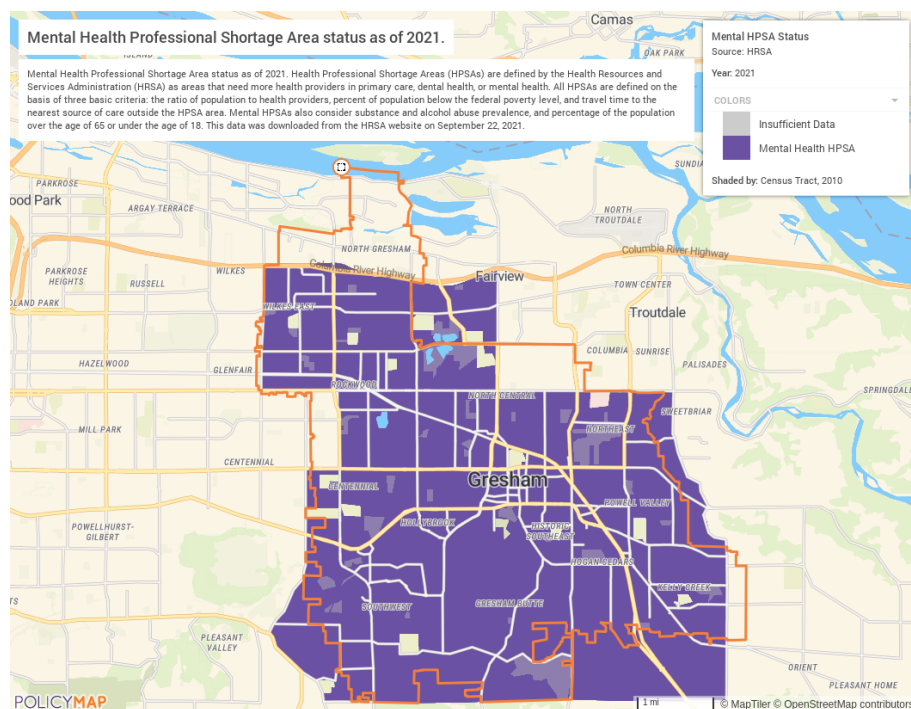 Camas
Mental Health Professional Shortage Area status as of 2021.
Mental HPSA Status
Source: HRSA
Year: 2021
COLORS
Insufficient Data
Mental Health HPSA
Shaded by: Census Tract, 2010
ISLAND
OAK PARK
Mental Health Professional Shortage Area status as of 2021. Health Professional Shortage Areas (HPSAs) are defined by the Health Resources and
Services Administration (HRSA) as areas that need more health providers in primary care, dental health, or mental health. All HPSAs are defined on the
basis of three basic criteria: the ratio of population to health providers, percent of population below the federal poverty level, and travel time to the
nearest source of care outside the HPSA area. Mental HPSAs also consider substance and alcohol abuse prevalence, and percentage of the population
over the age of 65 or under the age of 18. This data was downloaded from the HRSA website on September 22, 2021.
SUNDIA
PARKROSE
ood Park
ARGAY TERRACE
NORTH
TROUTDALE
NORTH GRESHAM
Columbia River Highway
Columbia River Highway
PARKROSE
HEIGHTS
RUSSELL
WILKES
Fairview
TOWN CENTER
OLAND PARK
WILKES EAST
Troutdale
HAZELWOOD
GLENFAIR
COLUMBIA
SUNRISE
PALISADES
ROCKWOOD
NORTH CENTRAL
SPRINGDALE
SWEETBRIAR
MILL PARK
NORTHEAST
CENTENNIAL
CENTENNIAL
Gresham
POWELL VALLEY
POWELLHURST-
GILBERT
HOLLYBROOK
HISTORIC
SOUTHEAST
HOGAN CEDARS
KELLY CREEK
TS
SOUTHWEST
GRESHAM BUTTE
PLEASANT
VALLEY
ORIENT
PLEASANT HOME
POLICYMAP
1 mi
© MapTiler © OpenStreetMap contributors